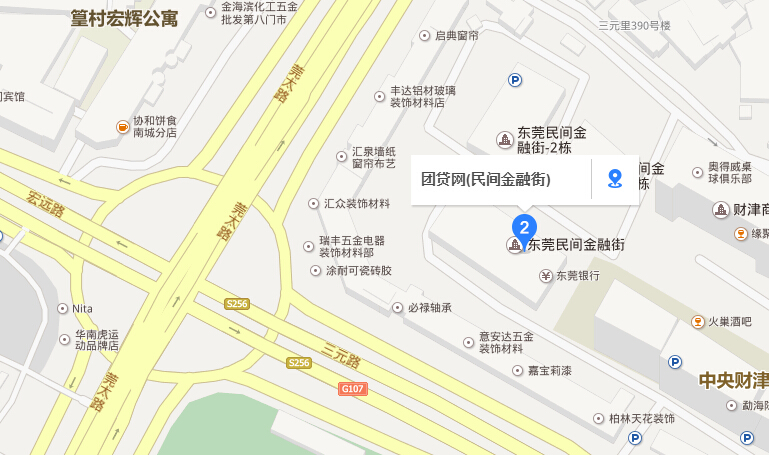 篁村宏辉公寓
金海滨化工五金
批发第八门市
启典窗帘
三元里390号楼
莞太路
P
丰达铝材玻璃
装饰材料店
宾馆
协和饼食
南城分店
东莞民间金
融街-2栋
汇泉墙纸
窗帘布艺
团贷网(民间金融街)
间金
栋
奥得威桌
球俱乐部
宏远路
莞太路
汇众装饰材料
财津商
2
缘聚
瑞丰五金电器
装饰材料部
东莞民间金融街
涂耐可瓷砖胶
东莞银行
S256
Nita
必禄轴承
火巢酒吧
华南虎运
动品牌店
意安达五金
装饰材料
三元路
S256
P
嘉宝莉漆
莞太路
G107
中央财津
勐海
柏林天花装饰
P
P